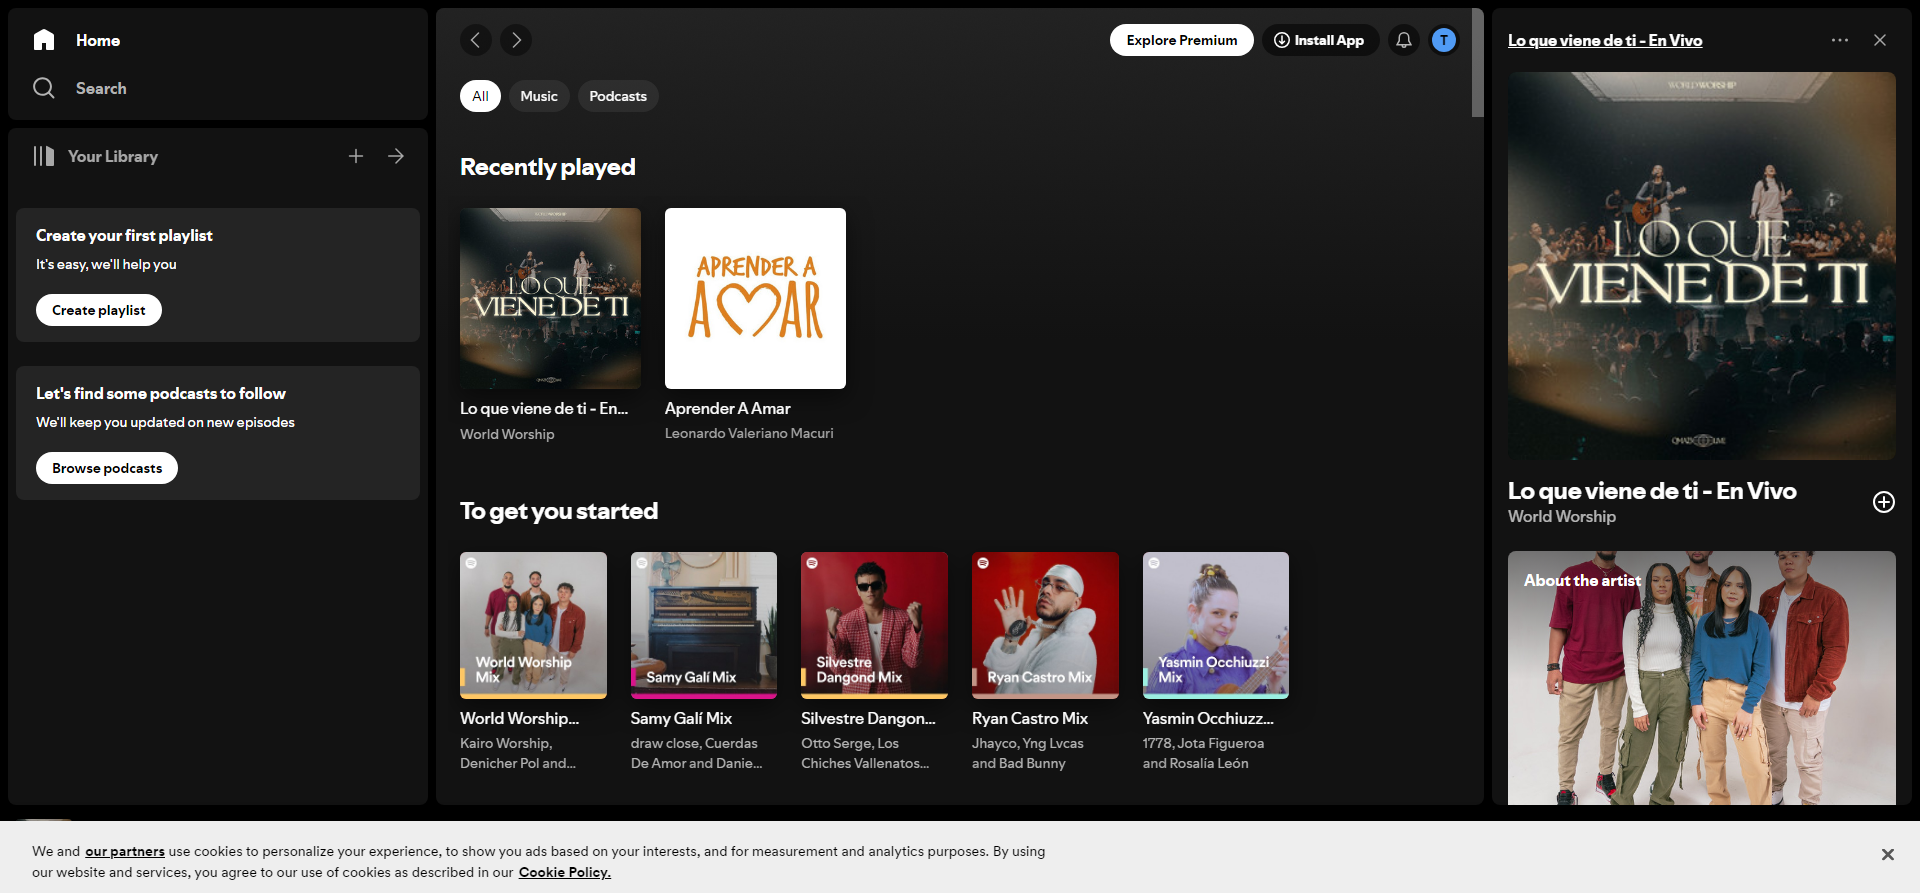 Home
Search
Your Library
Create your first playlist
It's easy, we'll help you
Create playlist
Let's find some podcasts to follow
We'll keep you updated on new episodes
Browse podcasts
Explore Premium
Install App
T
All
Music
Podcasts
Recently played
LO QUE
VIENE DE TI
Lo que viene de ti - En...
World Worship
APRENDER A
AMAR
Aprender A Amar
Leonardo Valeriano Macuri
To get you started
World Worship
Mix
World Worship...
Kairo Worship,
Denicher Pol and...
Samy Galí Mix
Samy Galí Mix
draw close, Cuerdas
De Amor and Danie...
Silvestre
Dangond Mix
Silvestre Dangon...
Otto Serge, Los
Chiches Vallenatos...
Ryan Castro Mix
Ryan Castro Mix
Jhayco, Yng Lvcas
and Bad Bunny
Yasmin Occhiuzzi
Mix
Yasmin Occhiuzz...
1778, Jota Figueroa
and Rosalía León
Lo que viene de ti - En Vivo
WORLD WORSHIP
LO QUE
VIENE DE TI
Lo que viene de ti - En Vivo
World Worship
About the artist
We and our partners use cookies to personalize your experience, to show you ads based on your interests, and for measurement and analytics purposes. By using
our website and services, you agree to our use of cookies as described in our Cookie Policy.